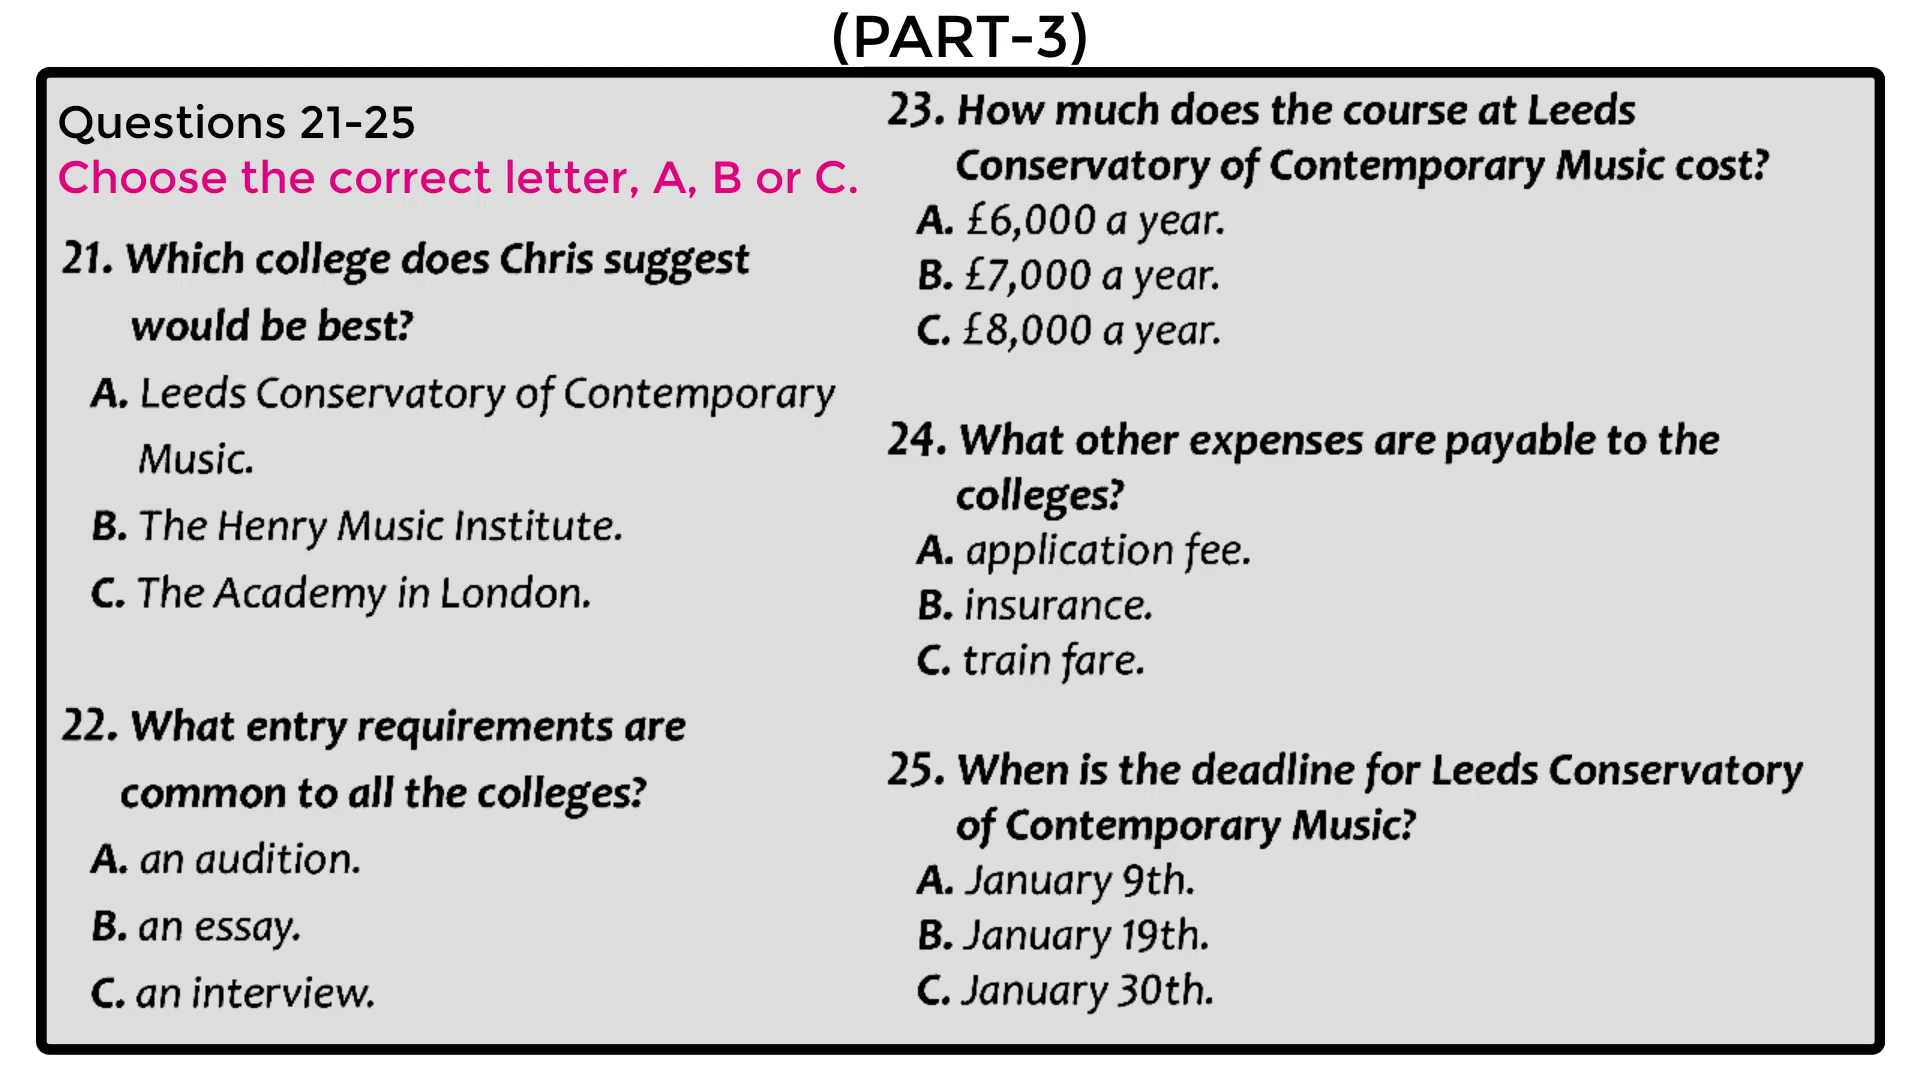 (PART-3)
Questions 21-25
Choose the correct letter, A, B or C.
21. Which college does Chris suggest
would be best?
A. Leeds Conservatory of Contemporary
Music.
B. The Henry Music Institute.
C. The Academy in London.
22. What entry requirements are
common to all the colleges?
A. an audition.
B. an essay.
C. an interview.
23. How much does the course at Leeds
Conservatory of Contemporary Music cost?
A. £6,000 a year.
B. £7,000 a year.
C. £8,000 a year.
24. What other expenses are payable to the
colleges?
A. application fee.
B. insurance.
C. train fare.
25. When is the deadline for Leeds Conservatory
of Contemporary Music?
A. January 9th.
B. January 19th.
C. January 30th.